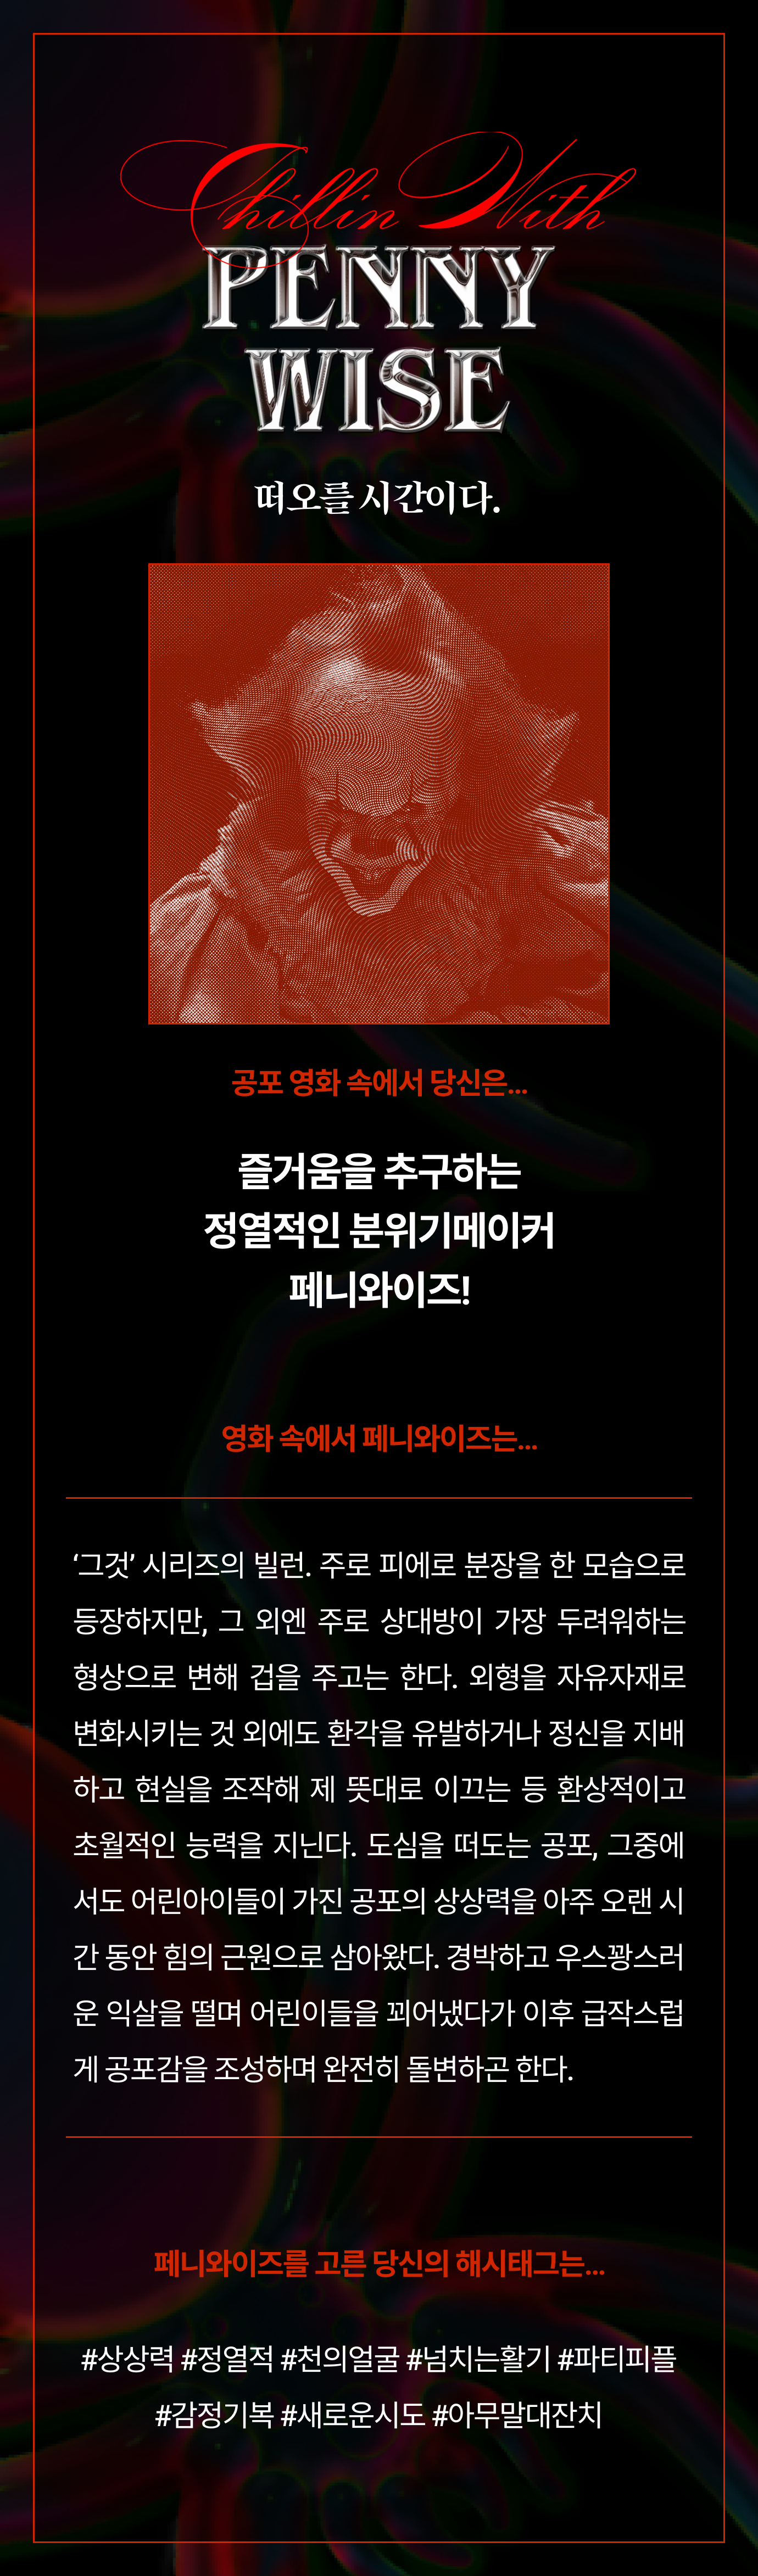 Chillin With
PENNY
WISE
떠오를 시간이다.
공포 영화 속에서 당신은...
즐거움을 추구하는
정열적인 분위기메이커
페니와이즈!
영화 속에서 페니와이즈는...
‘그것’ 시리즈의 빌런. 주로 피에로 분장을 한 모습으로
등장하지만, 그 외엔 주로 상대방이 가장 두려워하는
형상으로 변해 겁을 주고는 한다. 외형을 자유자재로
변화시키는 것 외에도 환각을 유발하거나 정신을 지배
하고 현실을 조작해 제 뜻대로 이끄는 등 환상적이고
초월적인 능력을 지닌다. 도심을 떠도는 공포, 그중에
서도 어린아이들이 가진 공포의 상상력을 아주 오랜 시
간 동안 힘의 근원으로 삼아왔다. 경박하고 우스꽝스러
운 익살을 떨며 어린이들을 꾀어냈다가 이후 급작스럽
게 공포감을 조성하며 완전히 돌변하곤 한다.
페니와이즈를 고른 당신의 해시태그는...
#상상력 #정열적 #천의얼굴 #넘치는활기 #파티피플
#감정기복 #새로운시도 #아무말대잔치